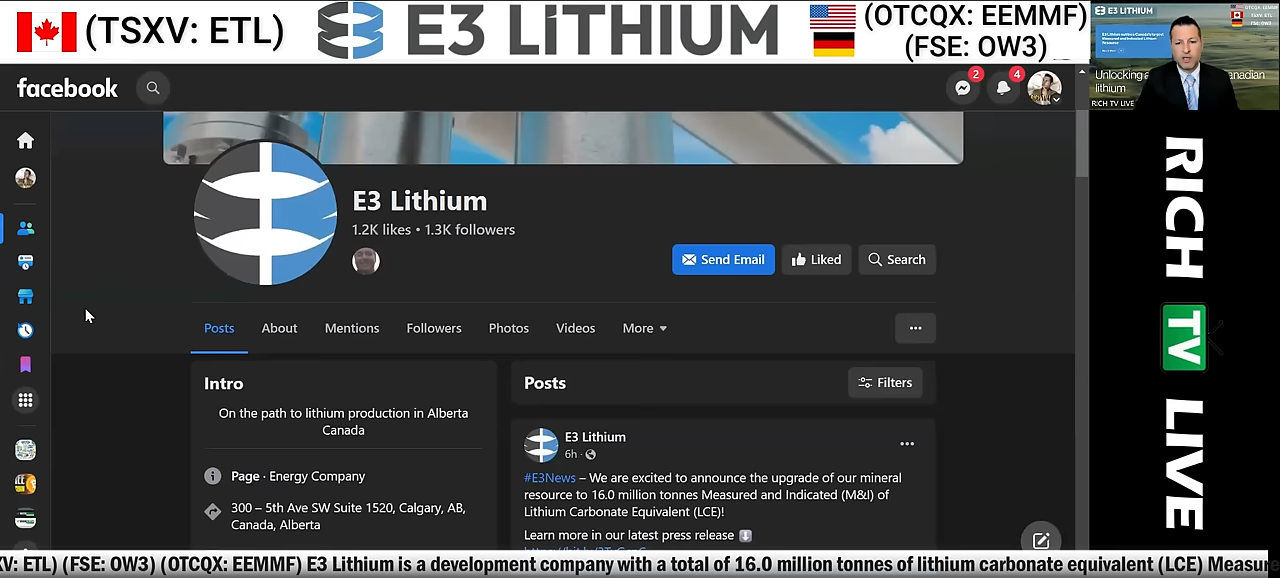 (TSXV: ETL)
E3 LITHIUM
(OTCQX: EEMMF)
(FSE: OW3)
E3 LITHIUM
Unlocking a
anadian
lithium
RICH TV LIVE
facebook
2
4
E3 Lithium
1.2K likes • 1.3K followers
Send Email
Liked
Search
Posts
About
Mentions
Followers
Photos
Videos
More
Intro
On the path to lithium production in Alberta
Canada
Page · Energy Company
300 – 5th Ave SW Suite 1520, Calgary, AB,
Canada, Alberta
Posts
Filters
E3 Lithium
6h ·
#E3News – We are excited to announce the upgrade of our mineral
resource to 16.0 million tonnes Measured and Indicated (M&I) of
Lithium Carbonate Equivalent (LCE)!
Learn more in our latest press release
RICH TV LIVE
XV: ETL) (FSE: OW3) (OTCQX: EEMMF) E3 Lithium is a development company with a total of 16.0 million tonnes of lithium carbonate equivalent (LCE) Measur